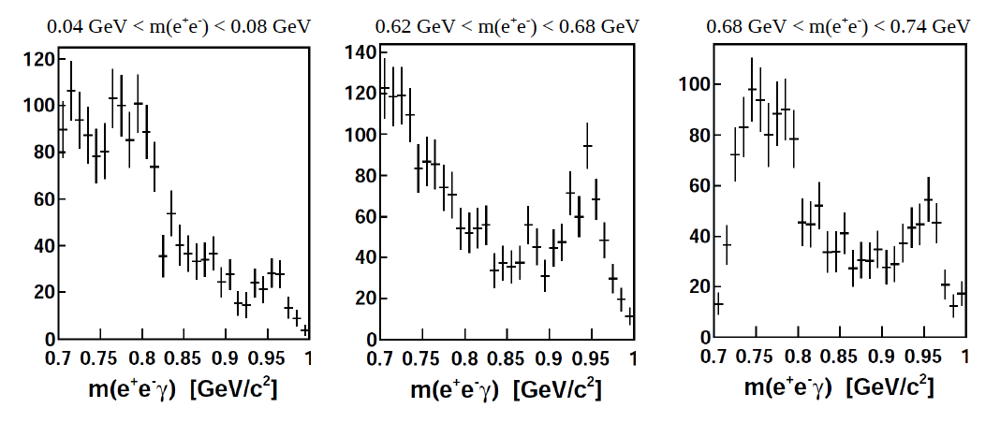 0.04 GeV < m(e⁺e⁻) < 0.08 GeV
120
100
80
60
40
20
0
0.7 0.75 0.8 0.85 0.9 0.95 1
m(e⁺e⁻γ) [GeV/c²]
0.62 GeV < m(e⁺e⁻) < 0.68 GeV
140
120
100
80
60
40
20
0
0.7 0.75 0.8 0.85 0.9 0.95 1
m(e⁺e⁻γ) [GeV/c²]
0.68 GeV < m(e⁺e⁻) < 0.74 GeV
100
80
60
40
20
0
0.7 0.75 0.8 0.85 0.9 0.95 1
m(e⁺e⁻γ) [GeV/c²]